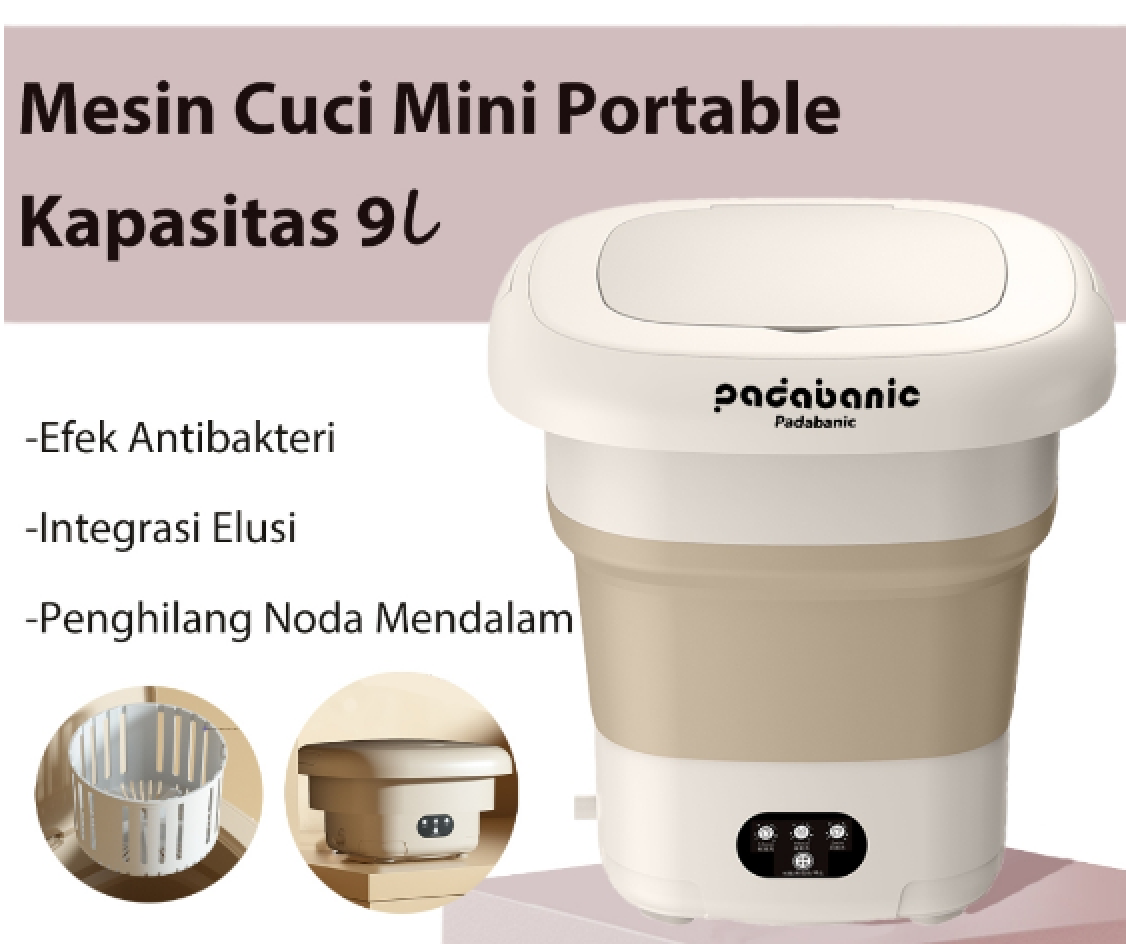 Mesin Cuci Mini Portable
Kapasitas 9L
padabanic
Padabanic
-Efek Antibakteri
-Integrasi Elusi
-Penghilang Noda Mendalam